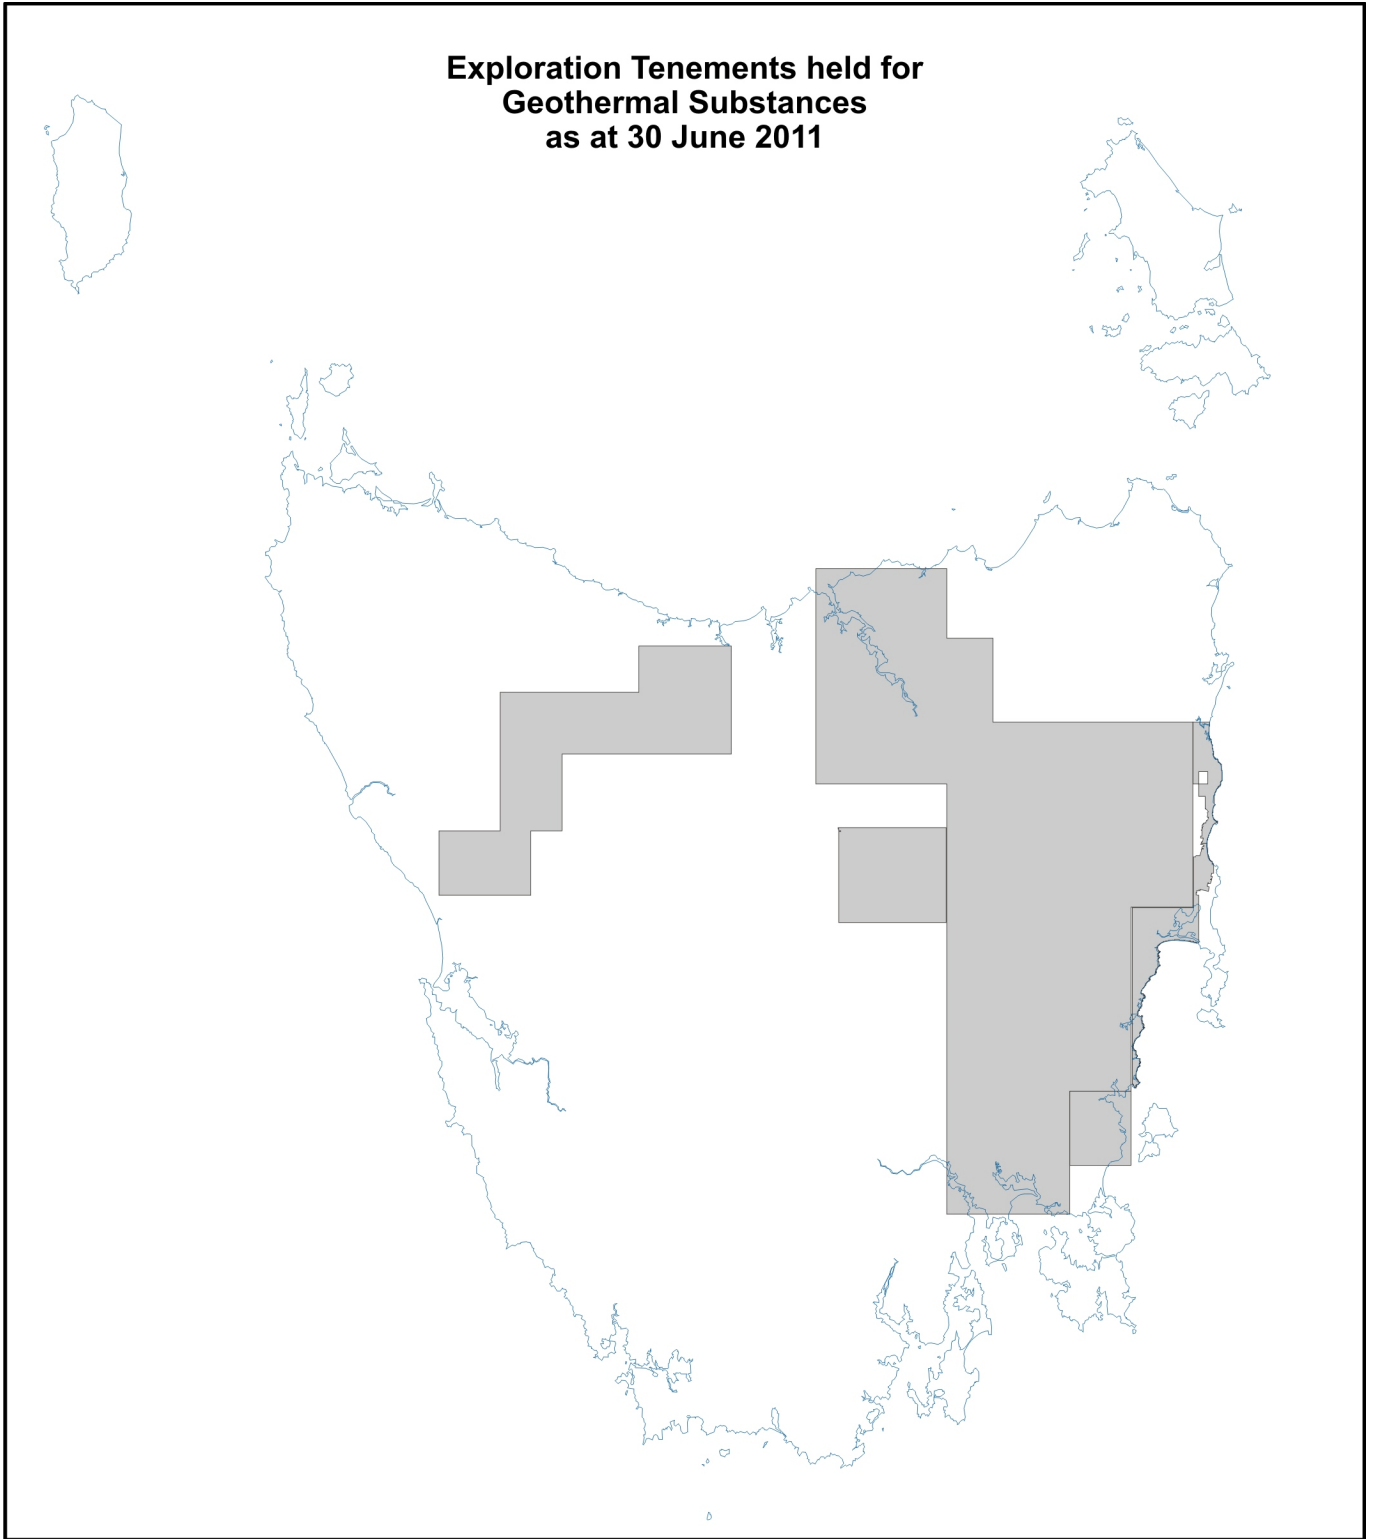 Exploration Tenements held for
Geothermal Substances
as at 30 June 2011